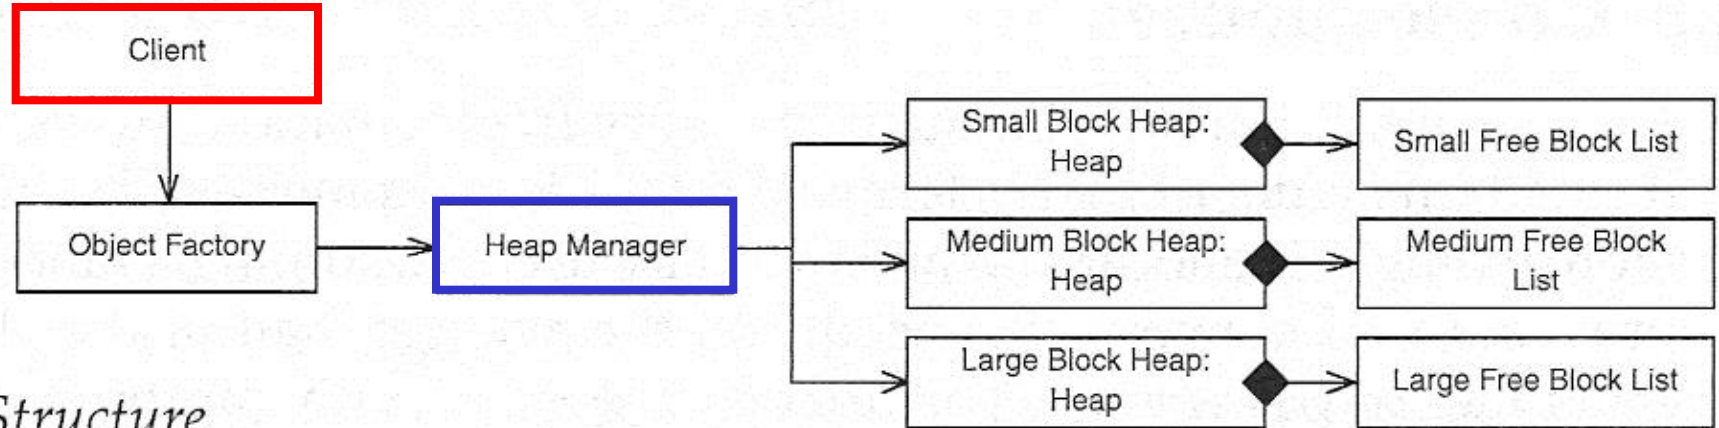 Client
Small Block Heap:
Heap
Small Free Block List
Object Factory
Heap Manager
Medium Block Heap:
Heap
Medium Free Block
List
Large Block Heap:
Heap
Large Free Block List
Structure